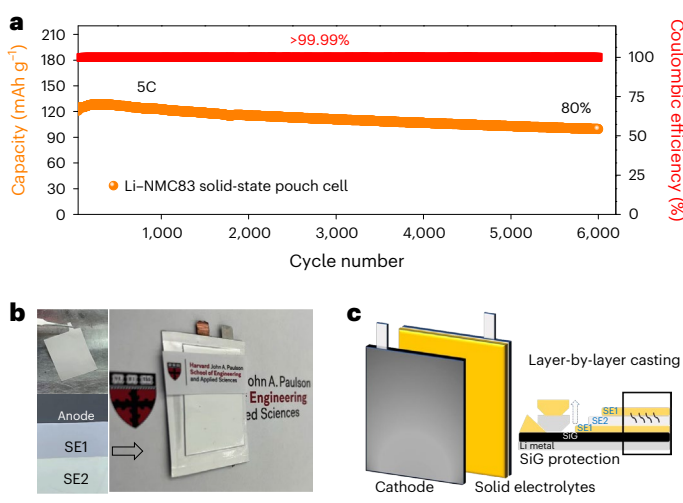 a
Capacity (mAh g⁻¹)
210
180
150
120
90
60
30
0
>99.99%
5C
80%
Li–NMC83 solid-state pouch cell
100
75
50
25
0
Coulombic efficiency (%)
1,000
2,000
3,000
4,000
5,000
6,000
Cycle number
b
Anode
SE1
SE2
Harvard John A. Paulson
School of Engineering
and Applied Sciences
ohn A. Paulson
Engineering
ed Sciences
c
Layer-by-layer casting
SE1
SE2
SE1
SiG
Li metal
SiG protection
Cathode
Solid electrolytes